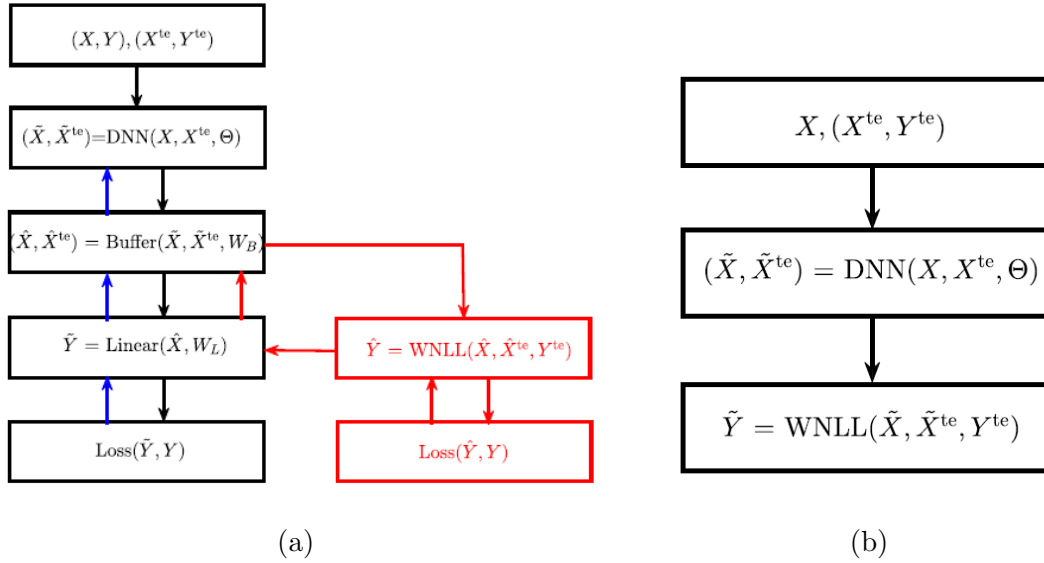 (X, Y), (X^te, Y^te)
(X̃, X̃^te)=DNN(X, X^te, Θ)
(X̂, X̂^te) = Buffer(X̃, X̃^te, W_B)
Ỹ = Linear(X̂, W_L)
Ŷ = WNLL(X̂, X̂^te, Y^te)
Loss(Ỹ, Y)
Loss(Ŷ, Y)
(a)
X, (X^te, Y^te)
(X̃, X̃^te) = DNN(X, X^te, Θ)
Ỹ = WNLL(X̃, X̃^te, Y^te)
(b)